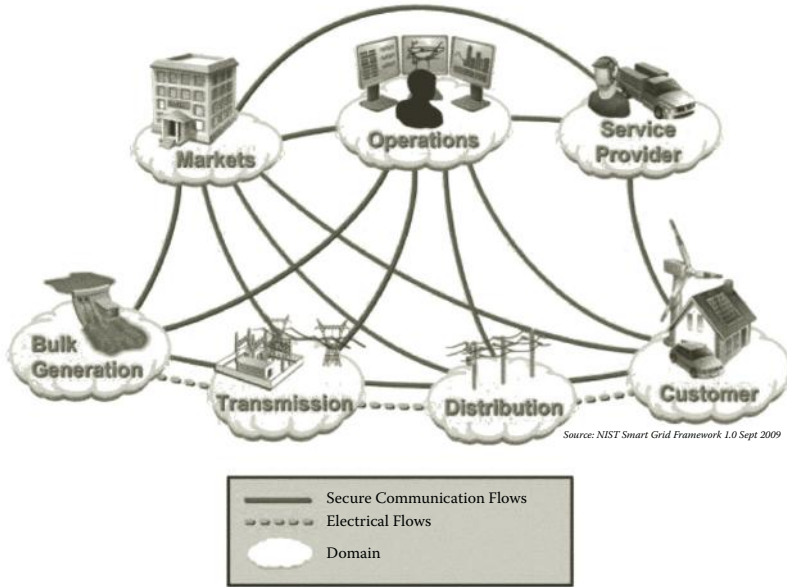 Markets
Operations
Service
Provider
Bulk
Generation
Transmission
Distribution
Customer
Source: NIST Smart Grid Framework 1.0 Sept 2009
Secure Communication Flows
Electrical Flows
Domain